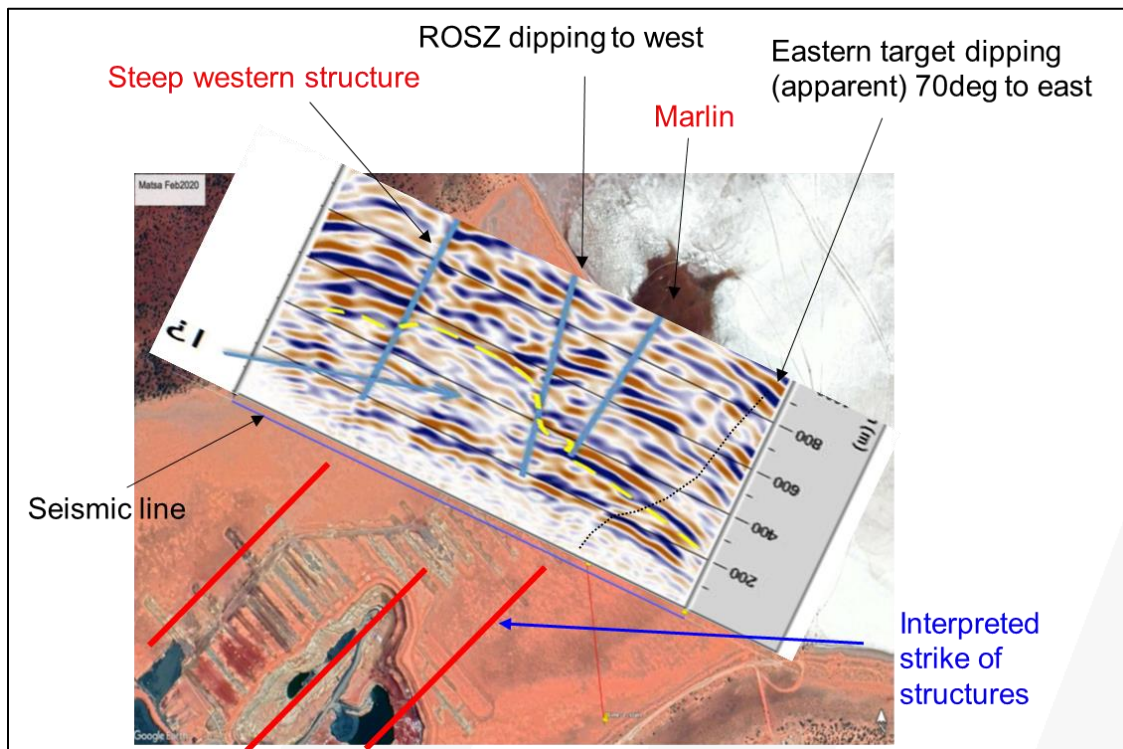 ROSZ dipping to west
Eastern target dipping
(apparent) 70deg to east
Steep western structure
Marlin
Matsa Feb2020
800
(m)
600
400
200
Seismic line
Interpreted
strike of
structures
Google Earth